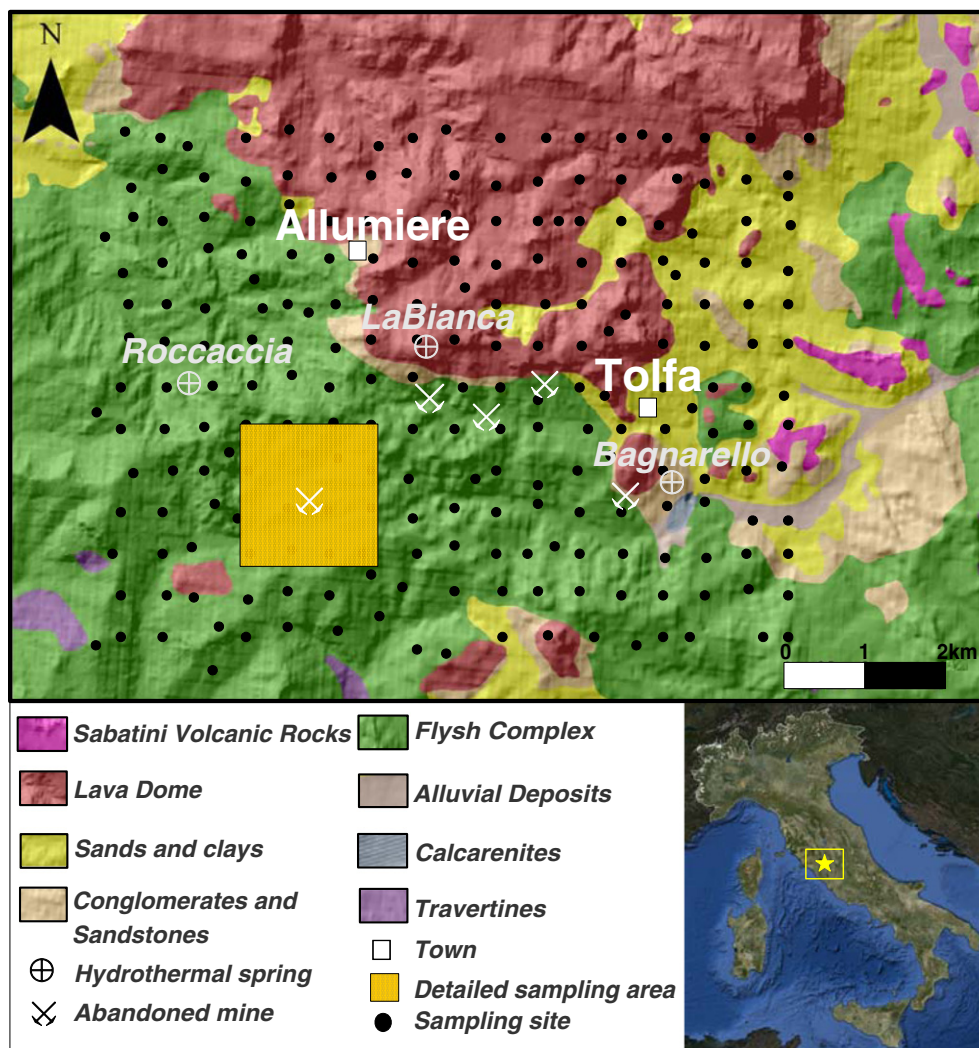 N
Allumiere
LaBianca
Roccaccia
Tolfa
Bagnarello
0 1 2km
Sabatini Volcanic Rocks
Flysh Complex
Lava Dome
Alluvial Deposits
Sands and clays
Calcarenites
Conglomerates and
Sandstones
Travertines
Town
Hydrothermal spring
Detailed sampling area
Abandoned mine
Sampling site